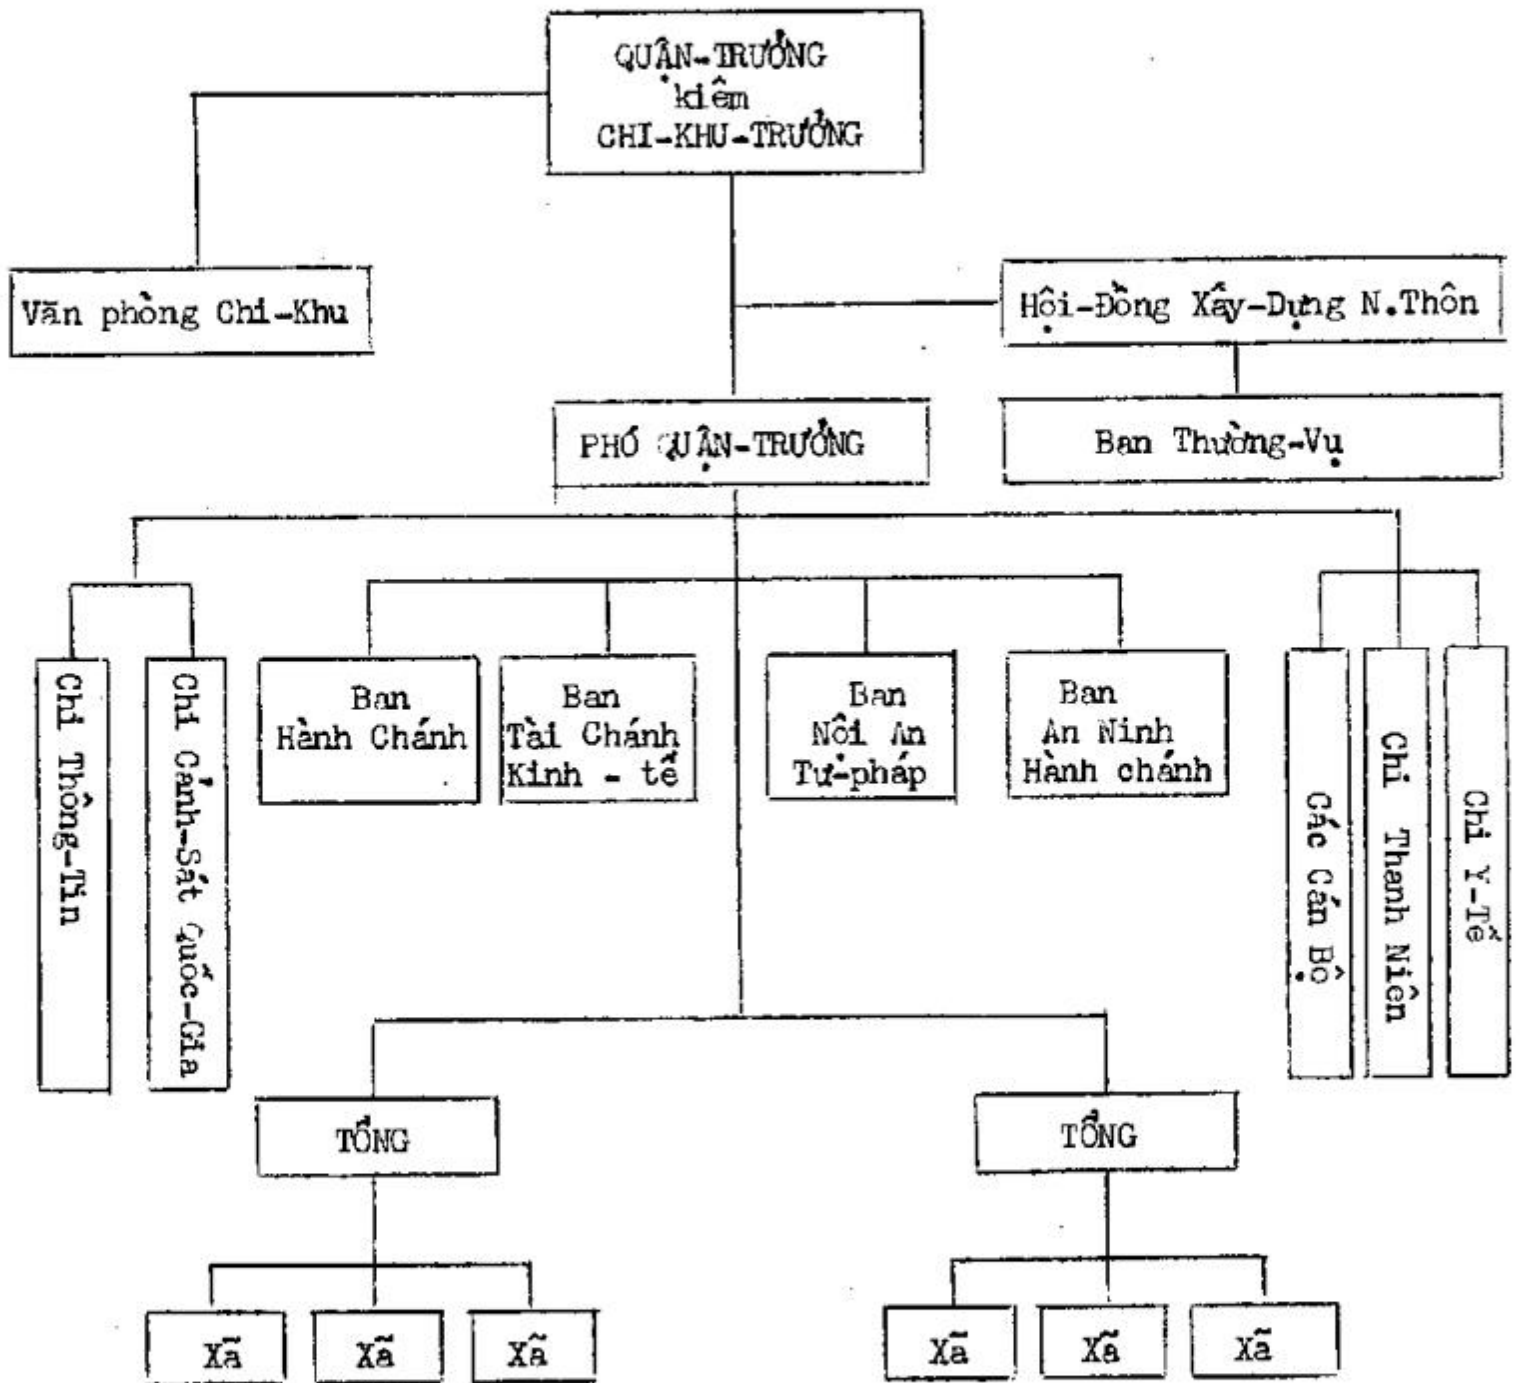 QUẬN-TRƯỞNG
kiêm
CHI-KHU-TRƯỞNG
Văn phòng Chi-Khu
Hội-Đồng Xây-Dựng N.Thôn
PHÓ QUẬN-TRƯỞNG
Ban Thường-Vụ
Chi Thông-Tin
Chi Cảnh-Sát Quốc-Gia
Ban
Hành Chánh
Ban
Tài Chánh
Kinh - tế
Ban
Nội An
Tư-pháp
Ban
An Ninh
Hành chánh
Các Cán Bộ
Chi Thanh Niên
Chi Y-Tế
TỔNG
TỔNG
Xã
Xã
Xã
Xã
Xã
Xã